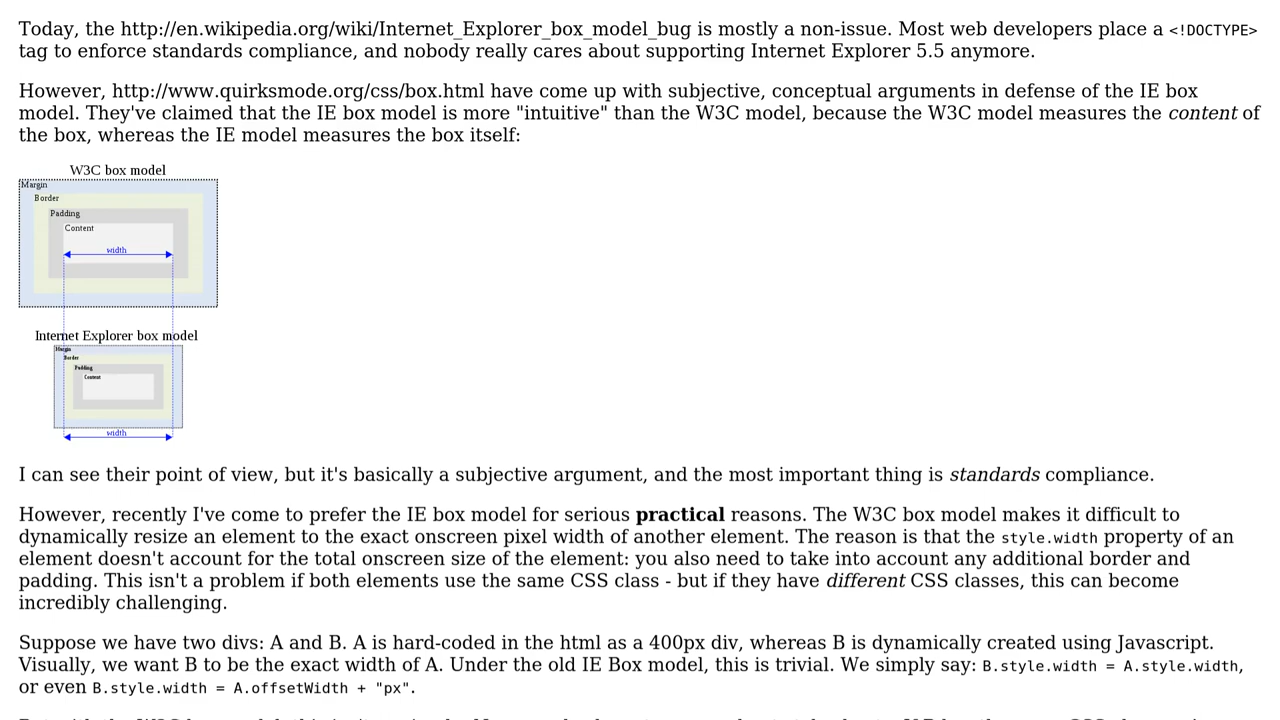 Today, the http://en.wikipedia.org/wiki/Internet_Explorer_box_model_bug is mostly a non-issue. Most web developers place a <!DOCTYPE>
tag to enforce standards compliance, and nobody really cares about supporting Internet Explorer 5.5 anymore.
However, http://www.quirksmode.org/css/box.html have come up with subjective, conceptual arguments in defense of the IE box
model. They've claimed that the IE box model is more "intuitive" than the W3C model, because the W3C model measures the content of
the box, whereas the IE model measures the box itself:
W3C box model
Margin
Border
Padding
Content
width
Internet Explorer box model
Margin
Border
Padding
Content
width
I can see their point of view, but it's basically a subjective argument, and the most important thing is standards compliance.
However, recently I've come to prefer the IE box model for serious practical reasons. The W3C box model makes it difficult to
dynamically resize an element to the exact onscreen pixel width of another element. The reason is that the style.width property of an
element doesn't account for the total onscreen size of the element: you also need to take into account any additional border and
padding. This isn't a problem if both elements use the same CSS class - but if they have different CSS classes, this can become
incredibly challenging.
Suppose we have two divs: A and B. A is hard-coded in the html as a 400px div, whereas B is dynamically created using Javascript.
Visually, we want B to be the exact width of A. Under the old IE Box model, this is trivial. We simply say: B.style.width = A.style.width,
or even B.style.width = A.offsetWidth + "px".